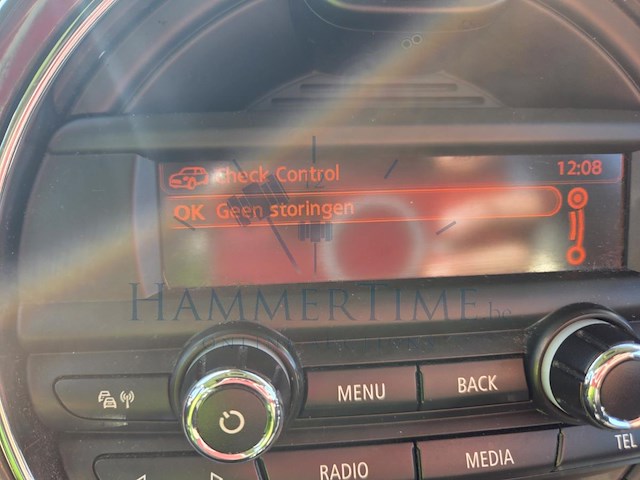 Check Control 12:08
OK Geen storingen
HAMMERTIME.be
MENU BACK
RADIO MEDIA TEL